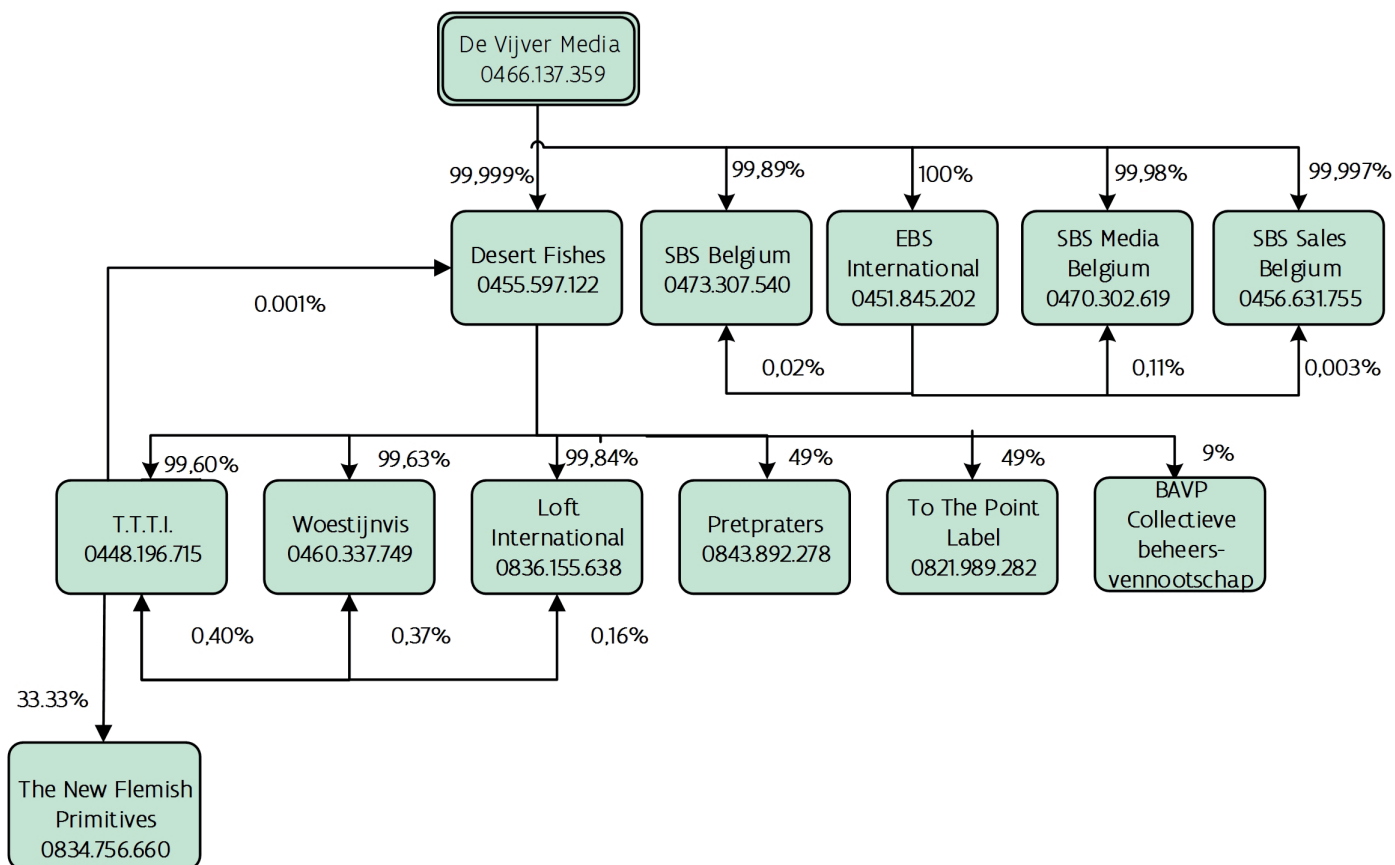 De Vijver Media
0466.137.359
99,999%
99,89%
100%
99,98%
99,997%
Desert Fishes
0455.597.122
SBS Belgium
0473.307.540
EBS
International
0451.845.202
SBS Media
Belgium
0470.302.619
SBS Sales
Belgium
0456.631.755
0.001%
0,02%
0,11%
0,003%
99,60%
99,63%
99,84%
49%
49%
9%
T.T.T.I.
0448.196.715
Woestijnvis
0460.337.749
Loft
International
0836.155.638
Pretpraters
0843.892.278
To The Point
Label
0821.989.282
BAVP
Collectieve
beheers-
vennootschap
0,40%
0,37%
0,16%
33.33%
The New Flemish
Primitives
0834.756.660